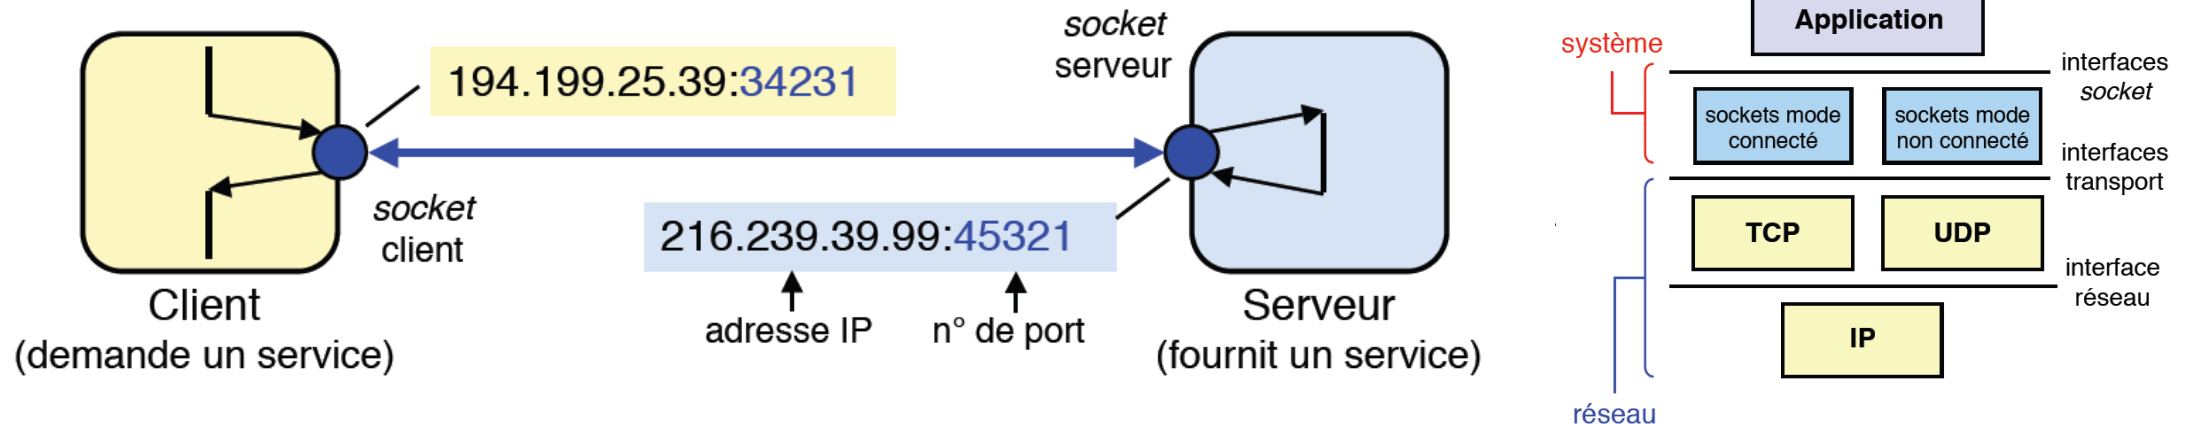 194.199.25.39:34231
socket
client
Client
(demande un service)
socket
serveur
216.239.39.99:45321
adresse IP
n° de port
Serveur
(fournit un service)
Application
système
interfaces
socket
sockets mode
connecté
sockets mode
non connecté
interfaces
transport
TCP
UDP
interface
réseau
IP
réseau